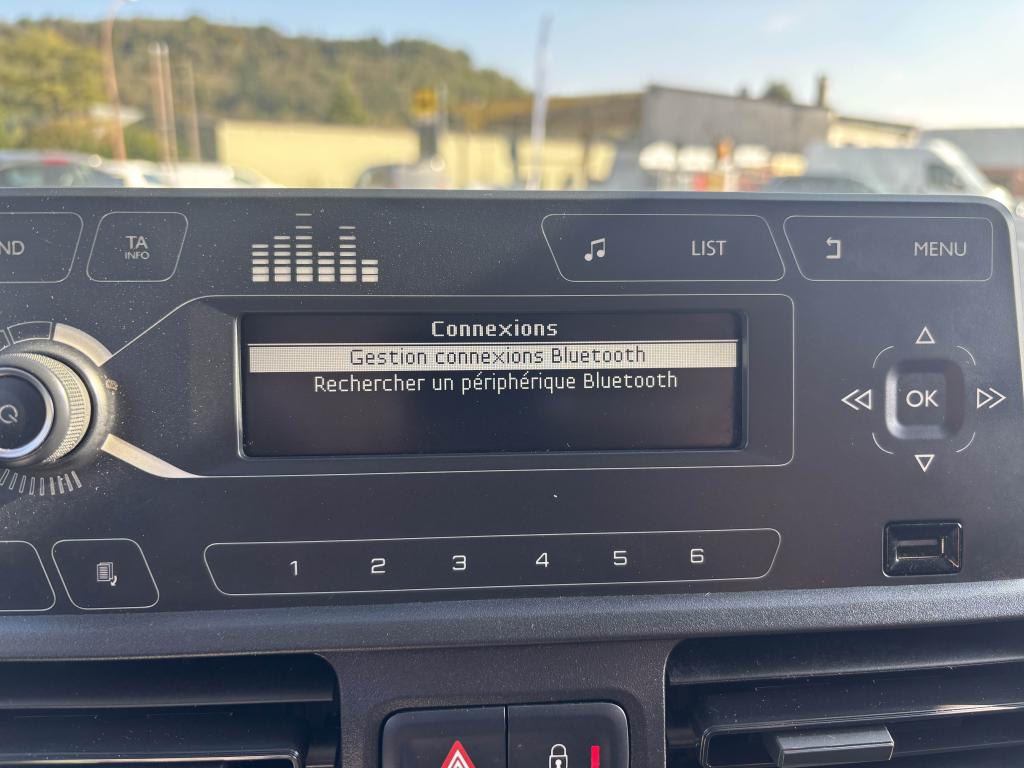 ND
TA
INFO
LIST
MENU
Connexions
Gestion connexions Bluetooth
Rechercher un périphérique Bluetooth
OK
1 2 3 4 5 6